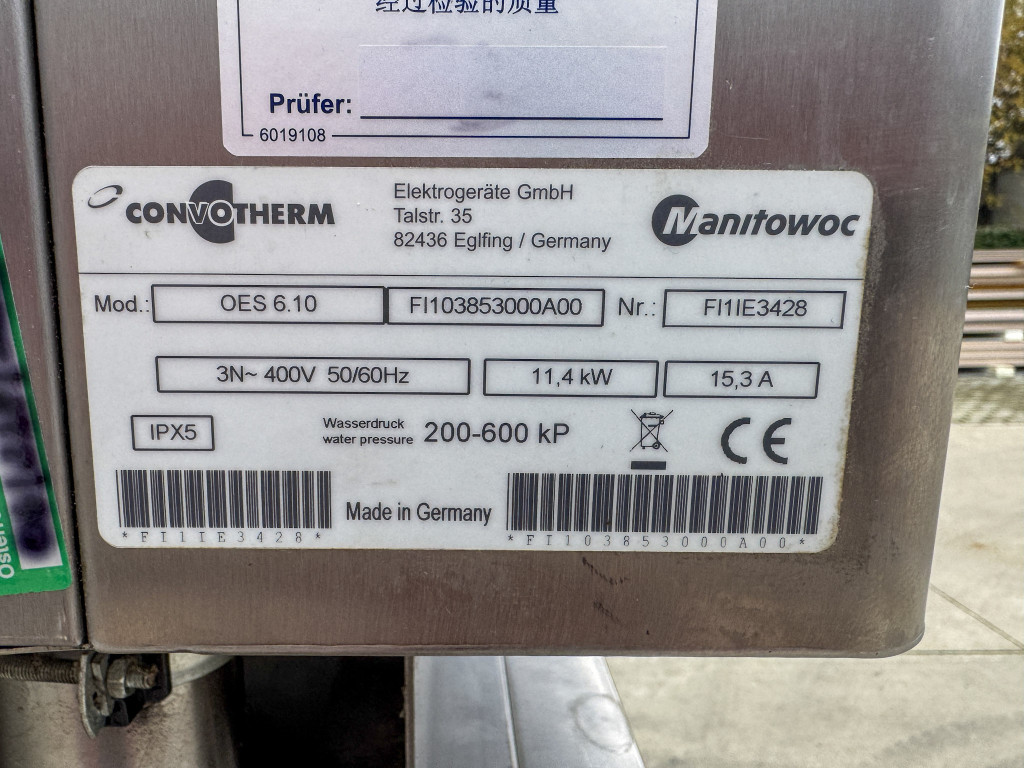 经过检验的质量
Prüfer:
6019108
CONVOTHERM
Elektrogeräte GmbH
Talstr. 35
82436 Eglfing / Germany
Manitowoc
Mod.: OES 6.10 FI103853000A00 Nr.: FI1IE3428
3N~ 400V 50/60Hz 11,4 kW 15,3 A
IPX5
Wasserdruck
water pressure 200-600 kP
CE
Made in Germany
*FI1IE3428*
*FI103853000A00*